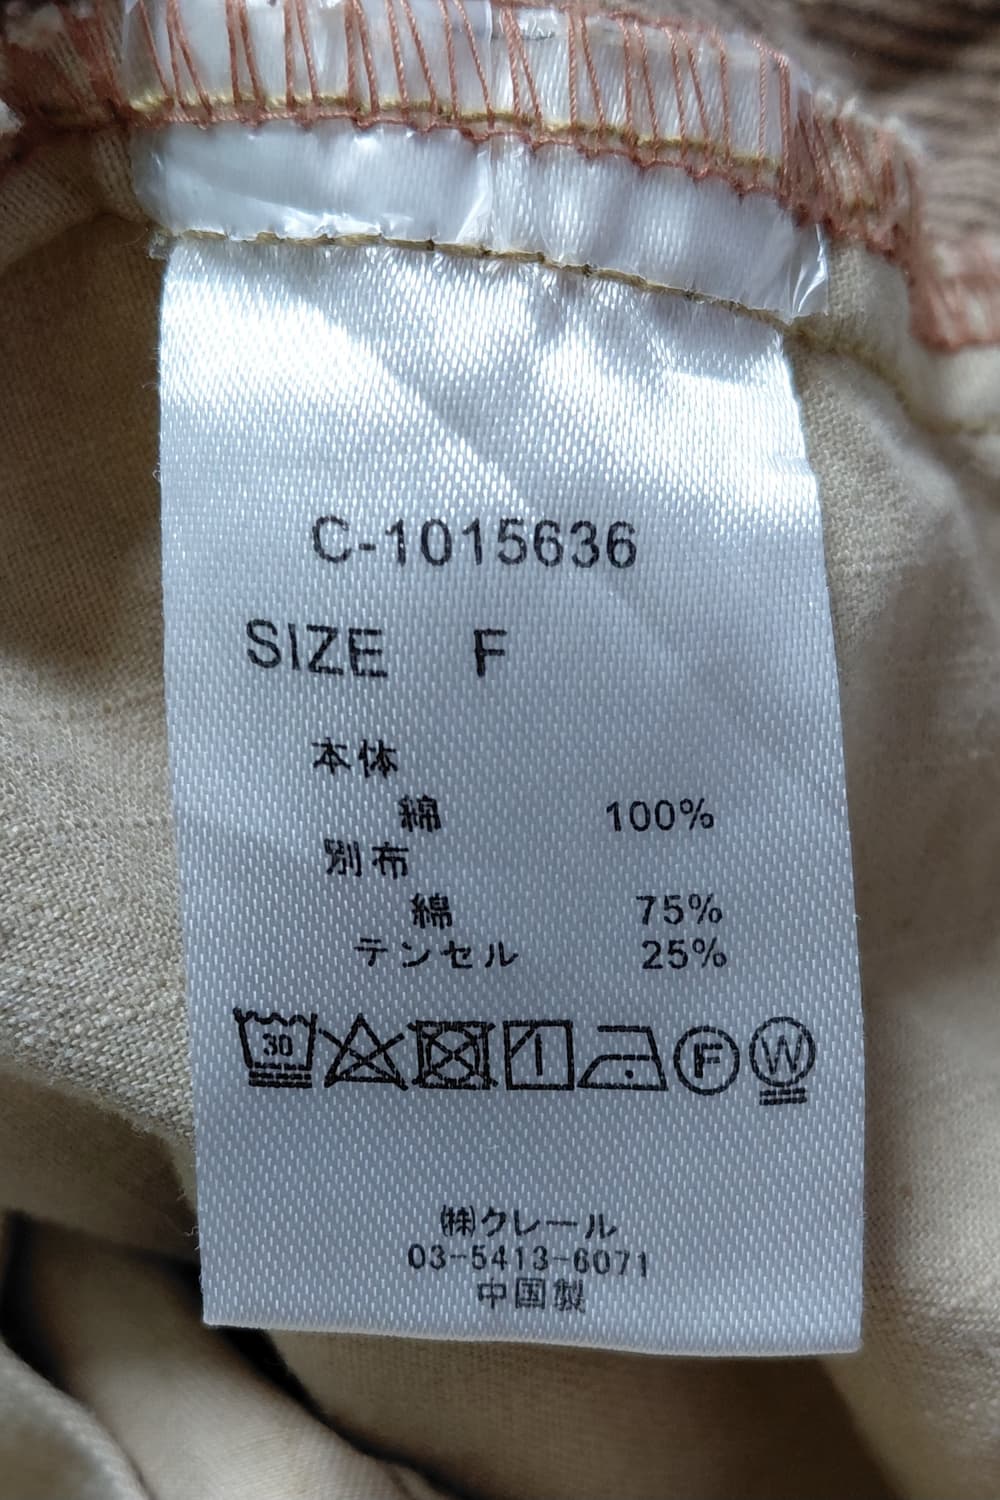 C-1015636
SIZE F
本体
綿 100%
別布
綿 75%
テンセル 25%
30 F W
㈱クレール
03-5413-6071
中国製